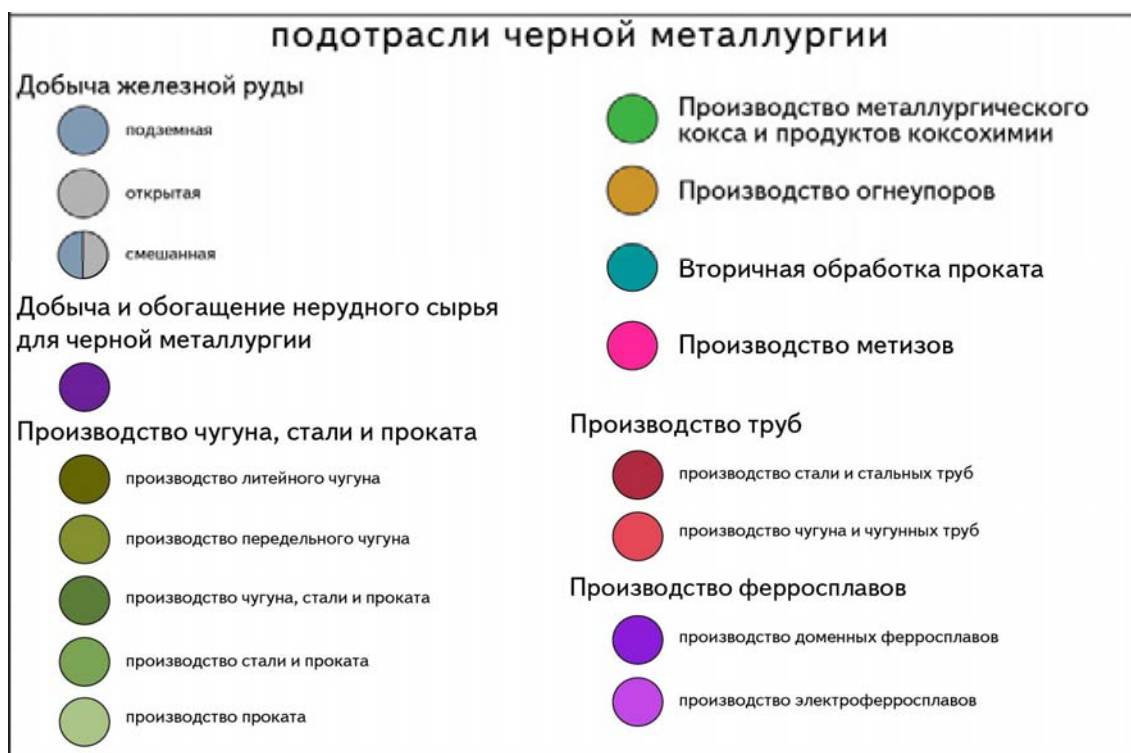 подотрасли черной металлургии
Добыча железной руды
подземная
открытая
смешанная
Добыча и обогащение нерудного сырья
для черной металлургии
Производство чугуна, стали и проката
производство литейного чугуна
производство передельного чугуна
производство чугуна, стали и проката
производство стали и проката
производство проката
Производство металлургического
кокса и продуктов коксохимии
Производство огнеупоров
Вторичная обработка проката
Производство метизов
Производство труб
производство стали и стальных труб
производство чугуна и чугунных труб
Производство ферросплавов
производство доменных ферросплавов
производство электроферросплавов